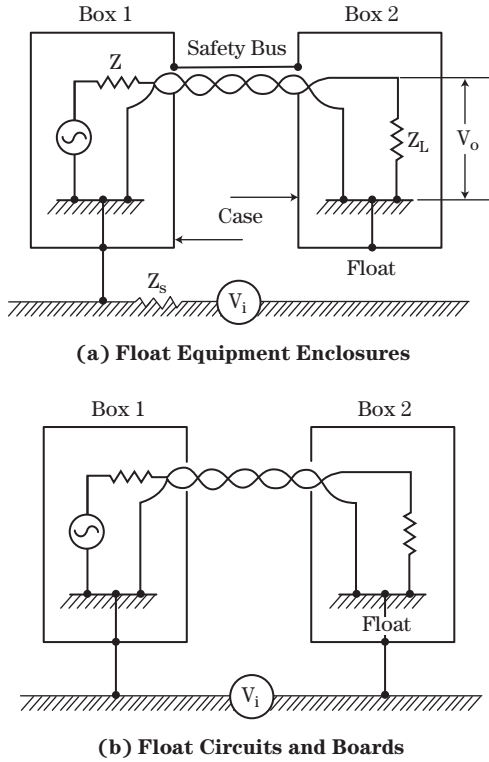 Box 1
Box 2
Safety Bus
Z
Z_L
V_o
Case
Float
Z_s
V_i
(a) Float Equipment Enclosures
Box 1
Box 2
Float
V_i
(b) Float Circuits and Boards